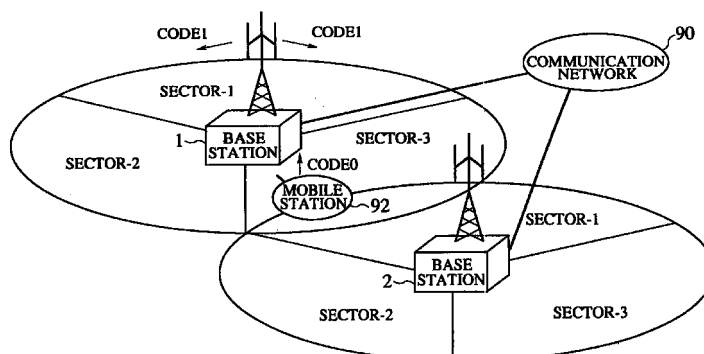 CODE1 CODE1
90
COMMUNICATION
NETWORK
SECTOR-1
1
BASE
STATION
SECTOR-3
SECTOR-2
CODE0
MOBILE
STATION
92
SECTOR-1
BASE
STATION
2
SECTOR-2
SECTOR-3